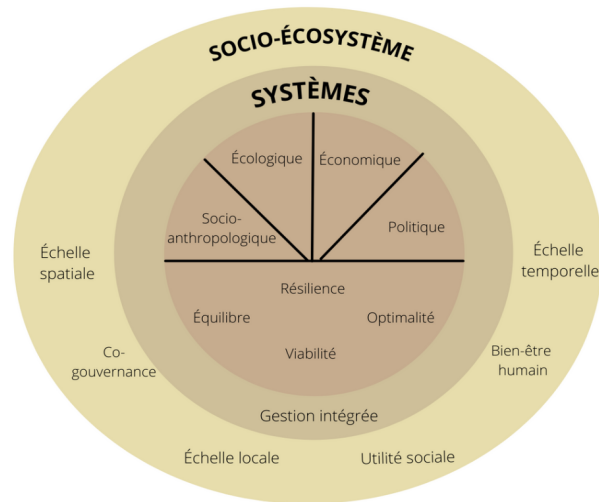 SOCIO-ÉCOSYSTÈME
SYSTÈMES
Écologique
Économique
Socio-
anthropologique
Politique
Échelle
spatiale
Échelle
temporelle
Résilience
Équilibre
Optimalité
Viabilité
Co-
gouvernance
Bien-être
humain
Gestion intégrée
Échelle locale
Utilité sociale